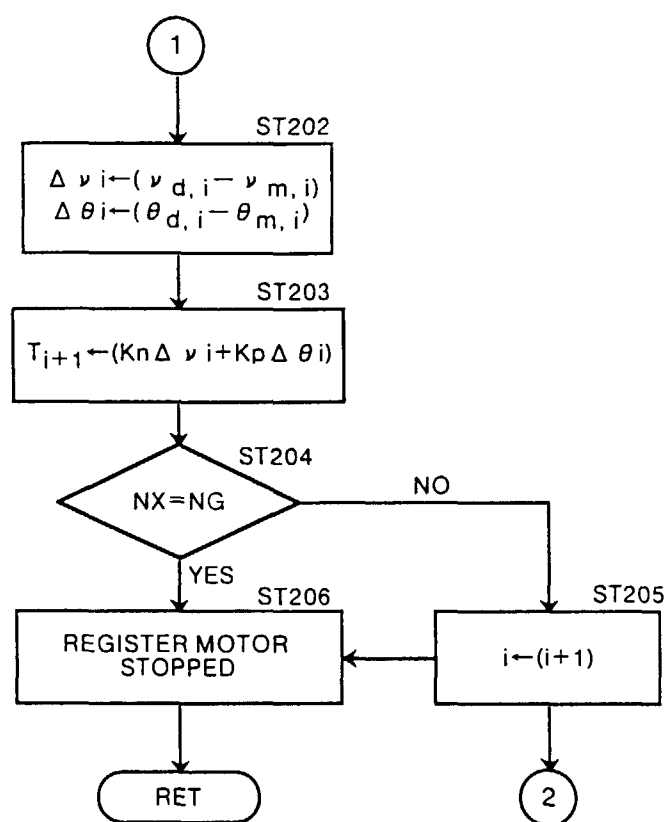 1
ST202
Δ ν i←(ν d, i − ν m, i)
Δ θ i←(θ d, i − θ m, i)
ST203
T i+1 ←(Kn Δ ν i+Kp Δ θ i)
ST204
NX=NG
NO
YES
ST206
ST205
REGISTER MOTOR
STOPPED
i←(i+1)
RET
2